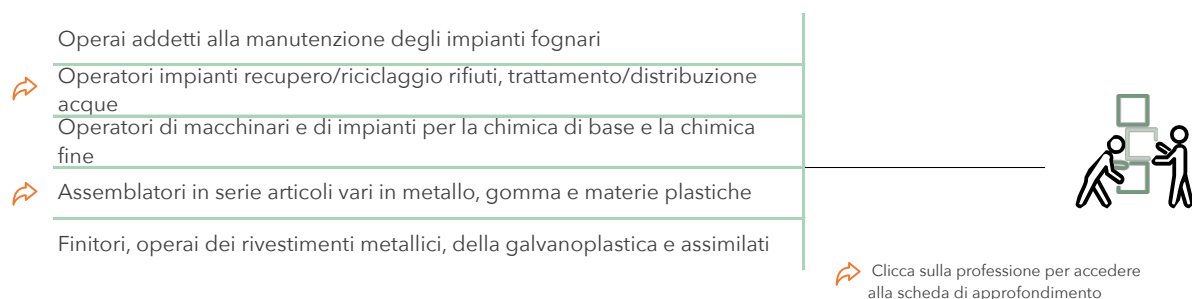 Operai addetti alla manutenzione degli impianti fognari
Operatori impianti recupero/riciclaggio rifiuti, trattamento/distribuzione
acque
Operatori di macchinari e di impianti per la chimica di base e la chimica
fine
Assemblatori in serie articoli vari in metallo, gomma e materie plastiche
Finitori, operai dei rivestimenti metallici, della galvanoplastica e assimilati
Clicca sulla professione per accedere
alla scheda di approfondimento